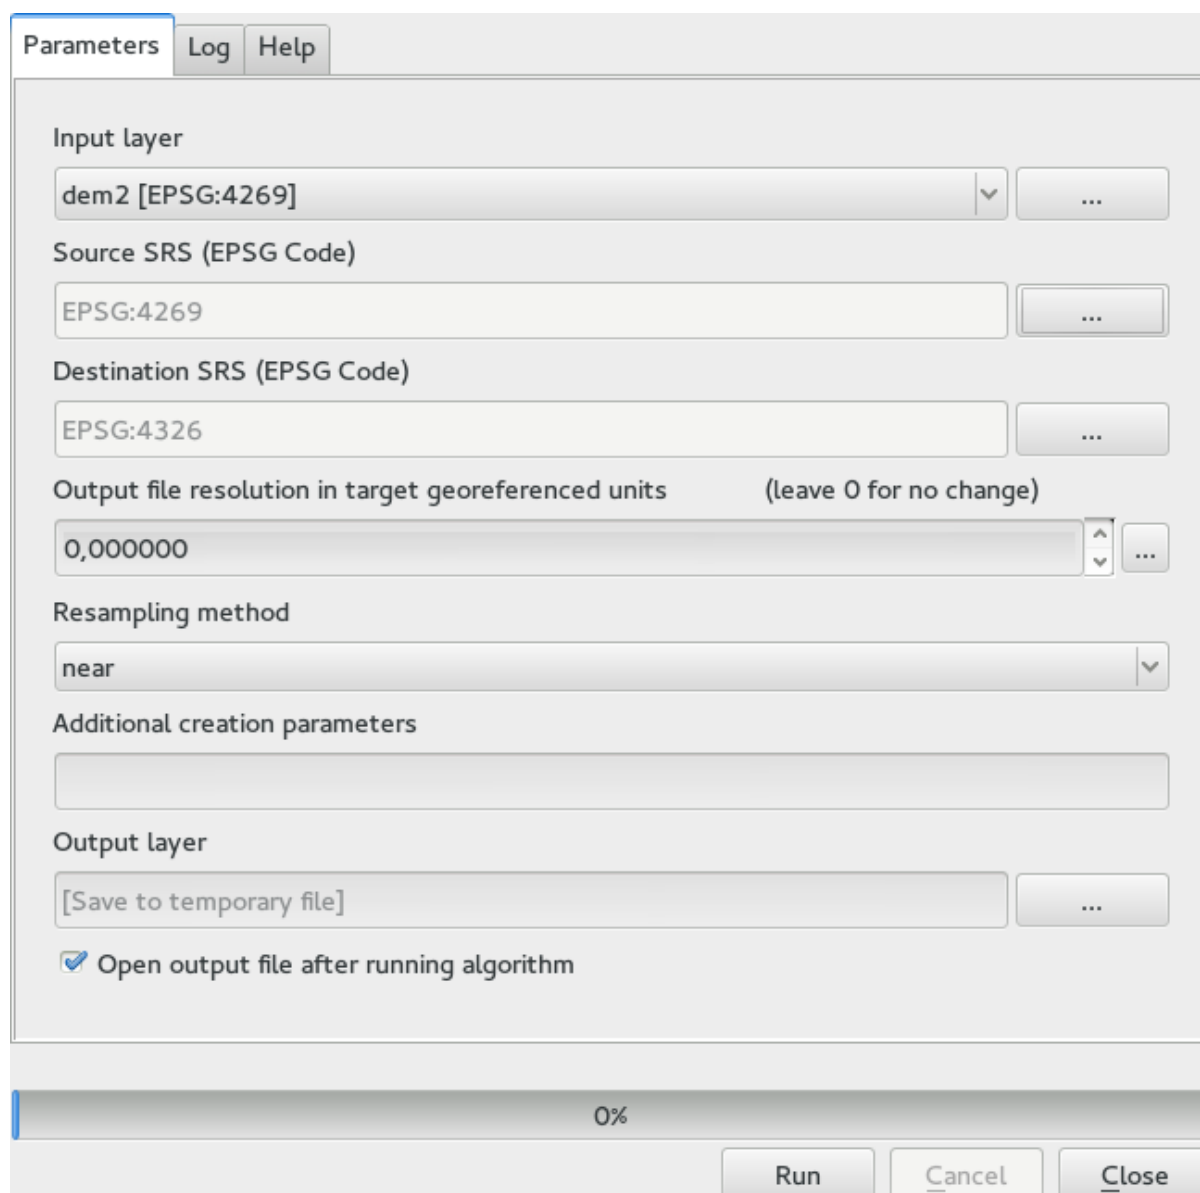 Parameters Log Help
Input layer
dem2 [EPSG:4269] ...
Source SRS (EPSG Code)
EPSG:4269 ...
Destination SRS (EPSG Code)
EPSG:4326 ...
Output file resolution in target georeferenced units (leave 0 for no change)
0,000000 ...
Resampling method
near
Additional creation parameters
Output layer
[Save to temporary file] ...
Open output file after running algorithm
0%
Run Cancel Close